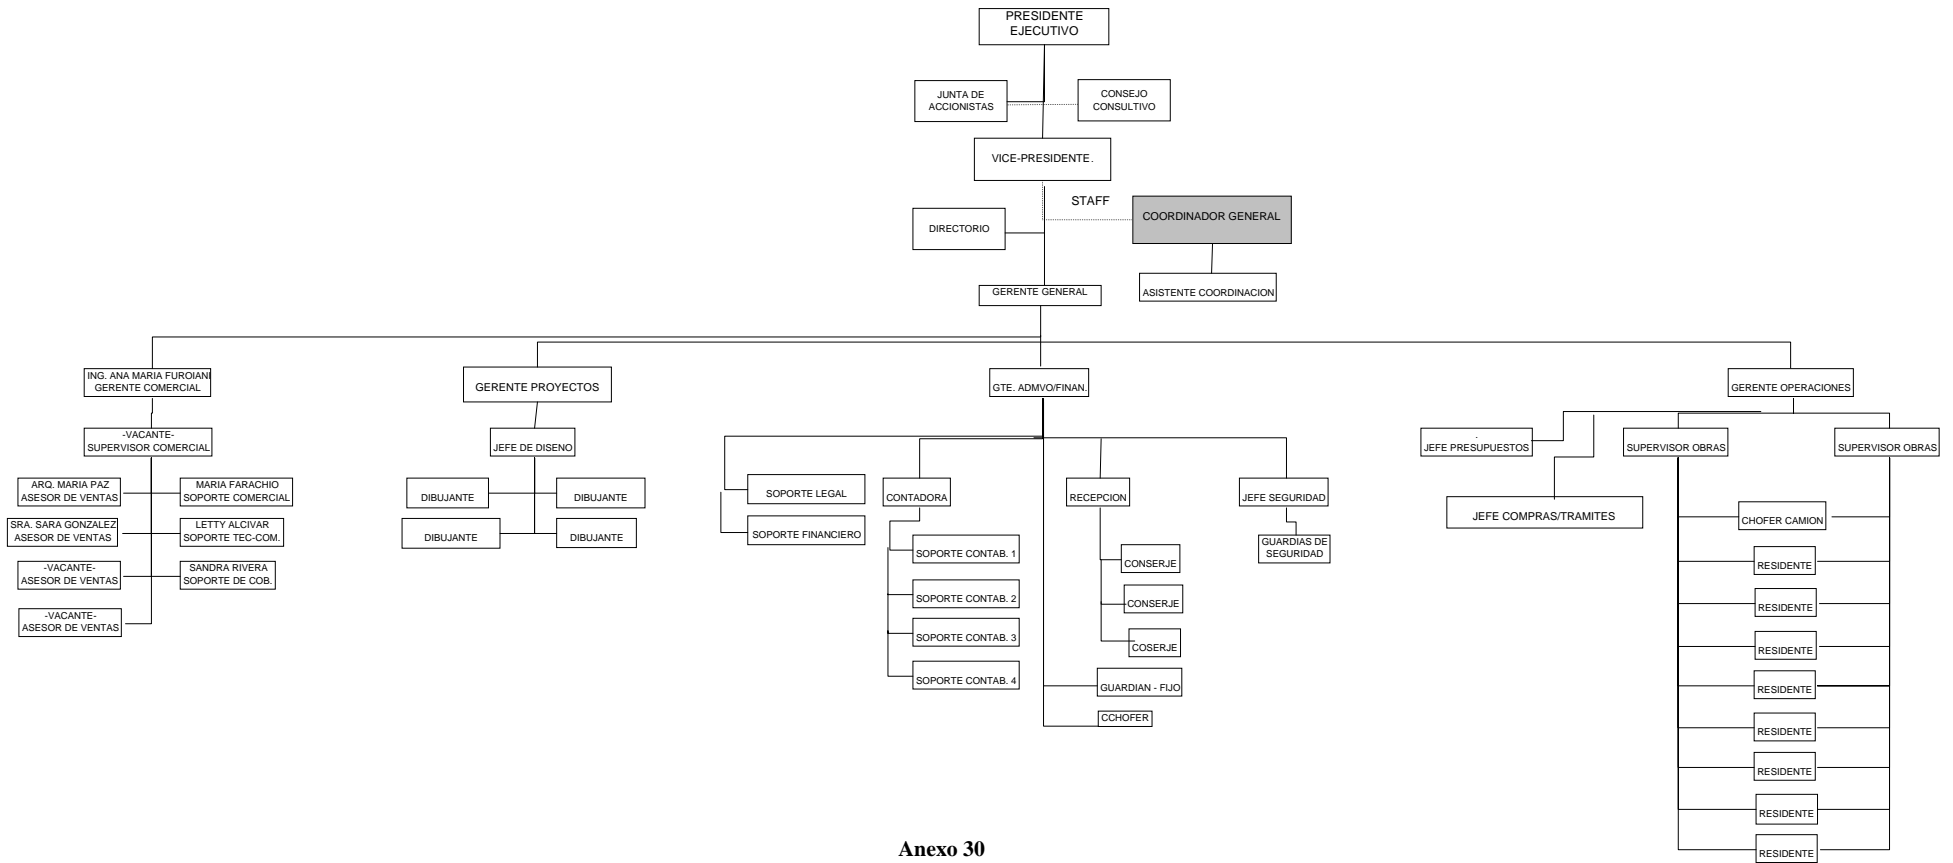 PRESIDENTE
EJECUTIVO
JUNTA DE
ACCIONISTAS
CONSEJO
CONSULTIVO
VICE-PRESIDENTE.
STAFF
COORDINADOR GENERAL
DIRECTORIO
ASISTENTE COORDINACION
GERENTE GENERAL
ING. ANA MARIA FUROIANI
GERENTE COMERCIAL
GERENTE PROYECTOS
GTE. ADMVO/FINAN.
GERENTE OPERACIONES
-VACANTE-
SUPERVISOR COMERCIAL
JEFE DE DISENO
.
JEFE PRESUPUESTOS
SUPERVISOR OBRAS
SUPERVISOR OBRAS
ARQ. MARIA PAZ
ASESOR DE VENTAS
MARIA FARACHIO
SOPORTE COMERCIAL
SRA. SARA GONZALEZ
ASESOR DE VENTAS
LETTY ALCIVAR
SOPORTE TEC-COM.
-VACANTE-
ASESOR DE VENTAS
SANDRA RIVERA
SOPORTE DE COB.
-VACANTE-
ASESOR DE VENTAS
DIBUJANTE
DIBUJANTE
DIBUJANTE
DIBUJANTE
SOPORTE LEGAL
SOPORTE FINANCIERO
CONTADORA
SOPORTE CONTAB. 1
SOPORTE CONTAB. 2
SOPORTE CONTAB. 3
SOPORTE CONTAB. 4
RECEPCION
CONSERJE
CONSERJE
COSERJE
GUARDIAN - FIJO
CCHOFER
JEFE SEGURIDAD
GUARDIAS DE
SEGURIDAD
JEFE COMPRAS/TRAMITES
CHOFER CAMION
RESIDENTE
RESIDENTE
RESIDENTE
RESIDENTE
RESIDENTE
RESIDENTE
RESIDENTE
RESIDENTE
Anexo 30